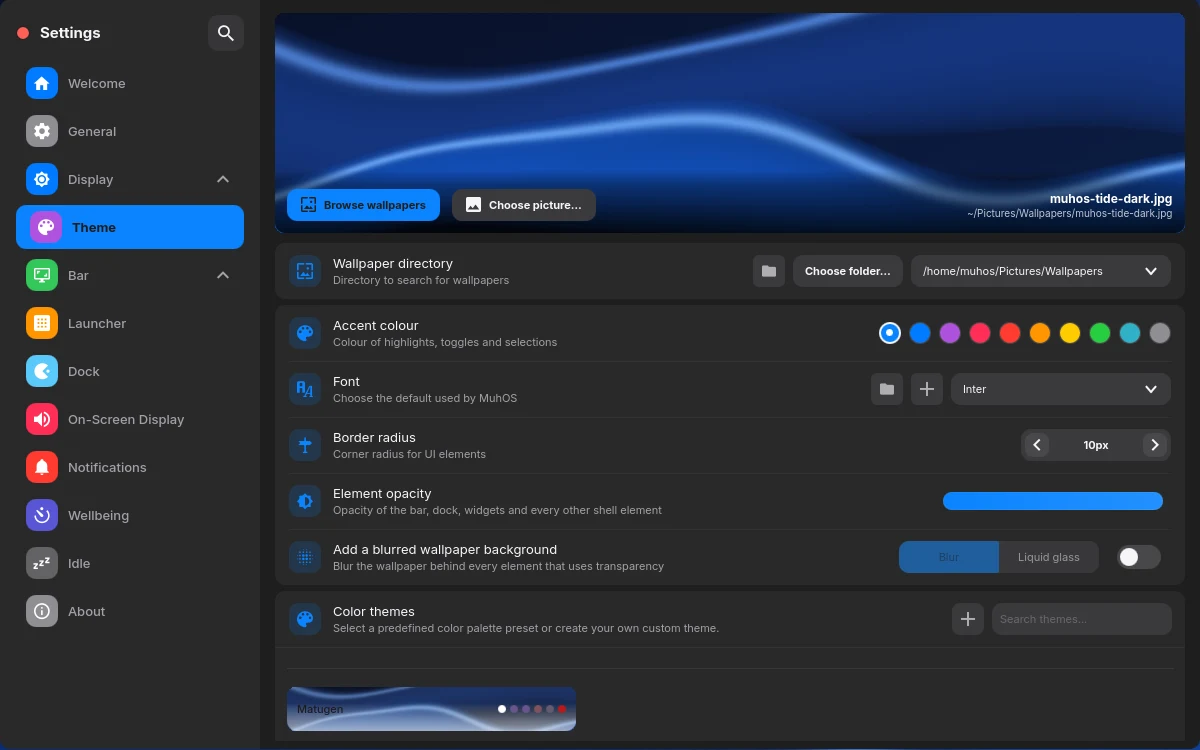 Settings
Welcome
General
Display
Theme
Bar
Launcher
Dock
On-Screen Display
Notifications
Wellbeing
Idle
About
Browse wallpapers
Choose picture...
muhos-tide-dark.jpg
~/Pictures/Wallpapers/muhos-tide-dark.jpg
Wallpaper directory
Directory to search for wallpapers
Choose folder...
/home/muhos/Pictures/Wallpapers
Accent colour
Colour of highlights, toggles and selections
Font
Choose the default used by MuhOS
Inter
Border radius
Corner radius for UI elements
10px
Element opacity
Opacity of the bar, dock, widgets and every other shell element
Add a blurred wallpaper background
Blur the wallpaper behind every element that uses transparency
Blur
Liquid glass
Color themes
Select a predefined color palette preset or create your own custom theme.
Search themes...
Matugen